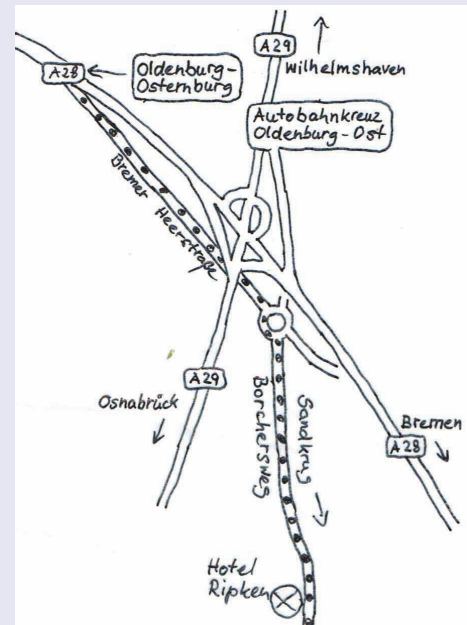 A29
Wilhelmshaven
A28
Oldenburg-
Osternburg
Autobahnkreuz
Oldenburg-Ost
Bremer Heerstraße
A29
Osnabrück
Borchersweg
Sandkrug
Bremen
A28
Hotel
Ripken